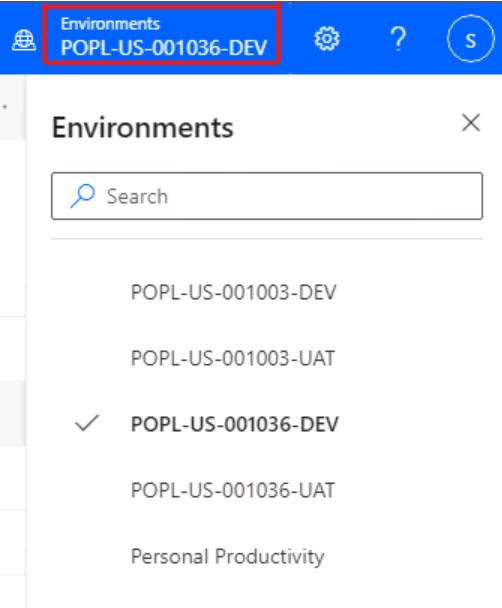 Environments
POPL-US-001036-DEV
?
S
Environments
Search
POPL-US-001003-DEV
POPL-US-001003-UAT
POPL-US-001036-DEV
POPL-US-001036-UAT
Personal Productivity